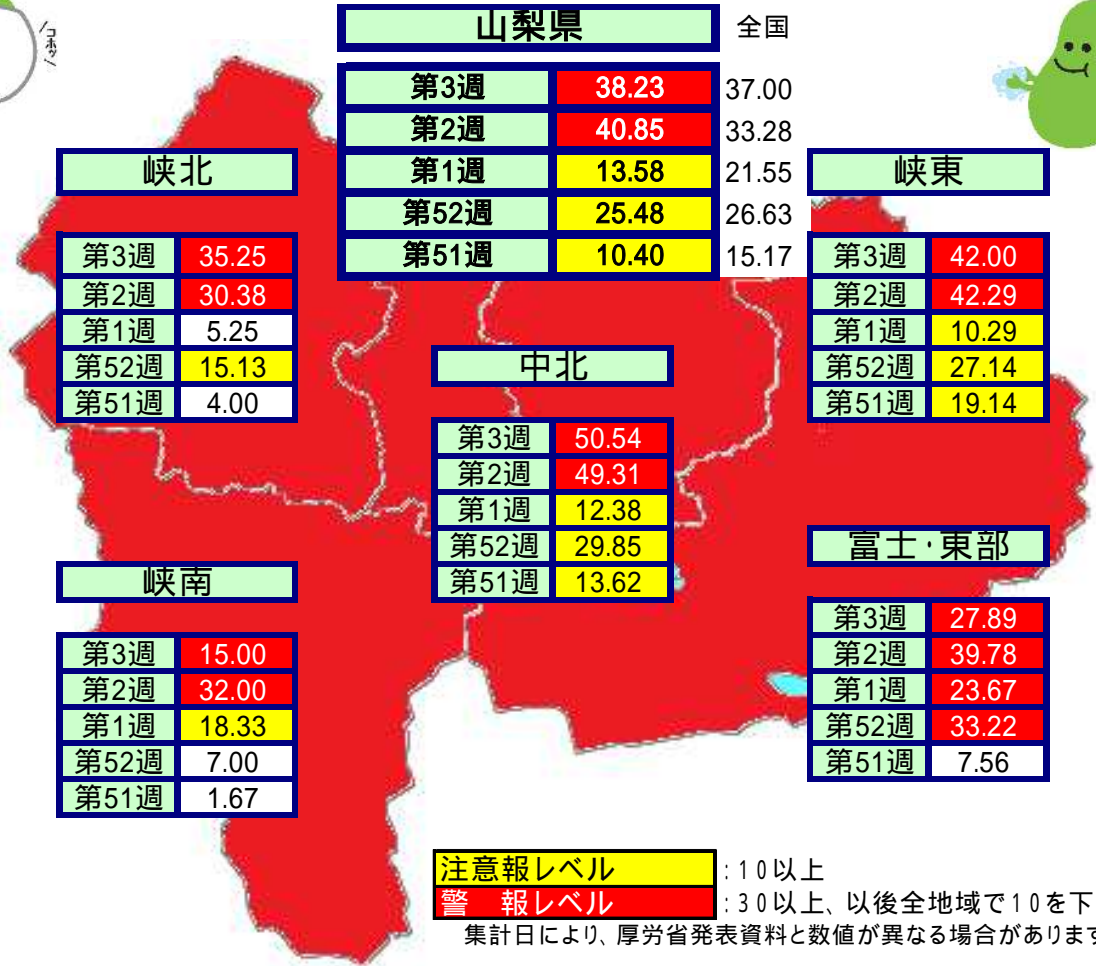 山梨県 全国
第3週 38.23 37.00
第2週 40.85 33.28
第1週 13.58 21.55
第52週 25.48 26.63
第51週 10.40 15.17
峡北
第3週 35.25
第2週 30.38
第1週 5.25
第52週 15.13
第51週 4.00
峡東
第3週 42.00
第2週 42.29
第1週 10.29
第52週 27.14
第51週 19.14
中北
第3週 50.54
第2週 49.31
第1週 12.38
第52週 29.85
第51週 13.62
峡南
第3週 15.00
第2週 32.00
第1週 18.33
第52週 7.00
第51週 1.67
富士・東部
第3週 27.89
第2週 39.78
第1週 23.67
第52週 33.22
第51週 7.56
注意報レベル :10以上
警 報レベル :30以上、以後全地域で10を下
集計日により、厚労省発表資料と数値が異なる場合があります